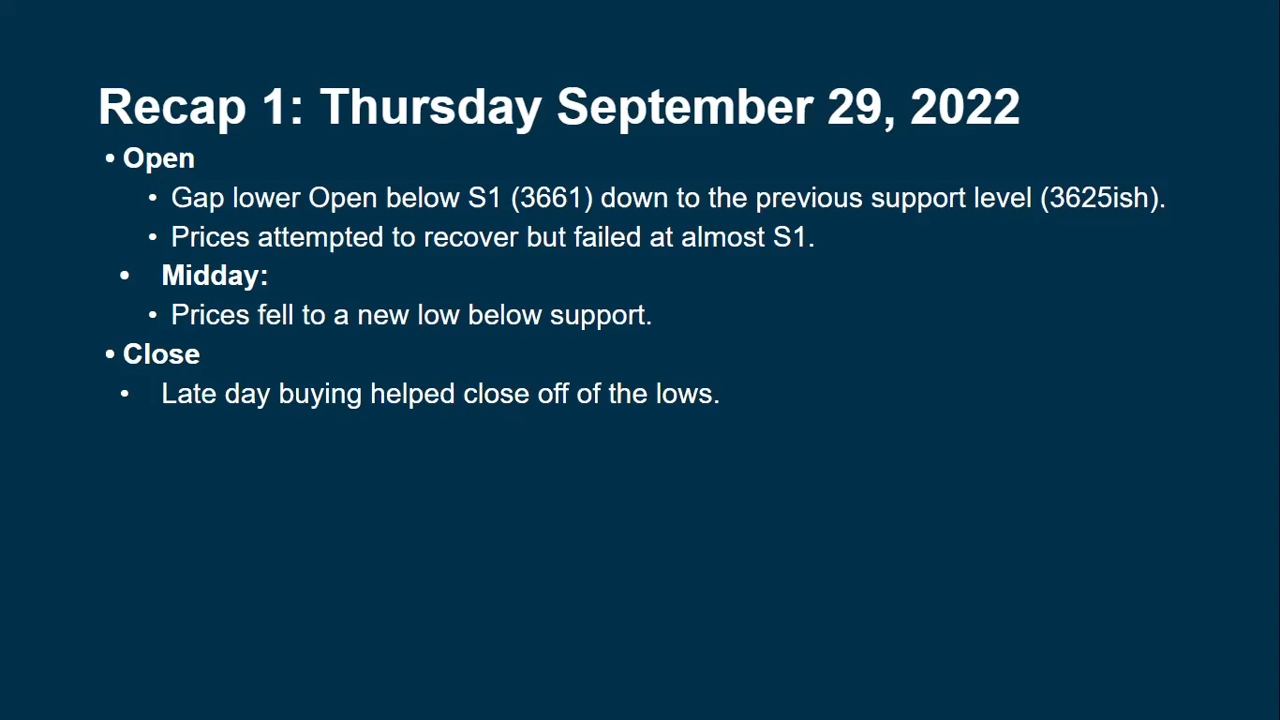 Recap 1: Thursday September 29, 2022
• Open
• Gap lower Open below S1 (3661) down to the previous support level (3625ish).
• Prices attempted to recover but failed at almost S1.
• Midday:
• Prices fell to a new low below support.
• Close
• Late day buying helped close off of the lows.